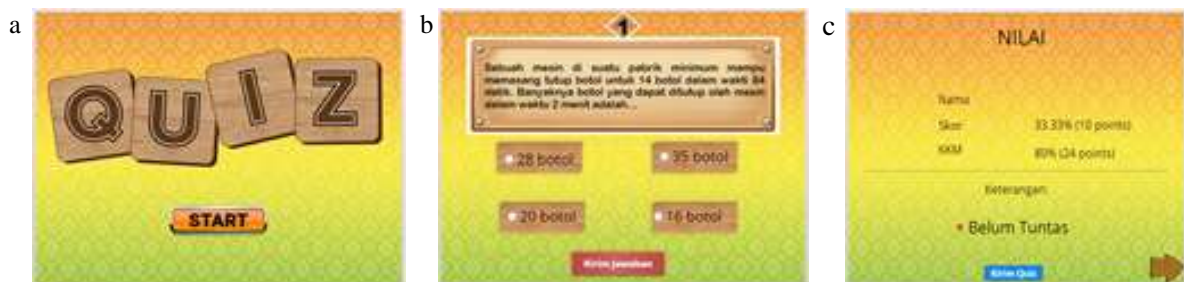 a
QUIZ
START
b
1
Sebuah mesin di suatu pabrik minimum mampu
memasang tutup botol untuk 14 botol dalam wakti 84
detik. Banyaknya botol yang dapat ditutup oleh mesin
dalam waktu 2 menit adalah...
28 botol
35 botol
20 botol
16 botol
Kirim Jawaban
c
NILAI
Nama
Skor 33.33% (10 points)
KKM 80% (24 points)
Keterangan:
Belum Tuntas
Kirim Quiz